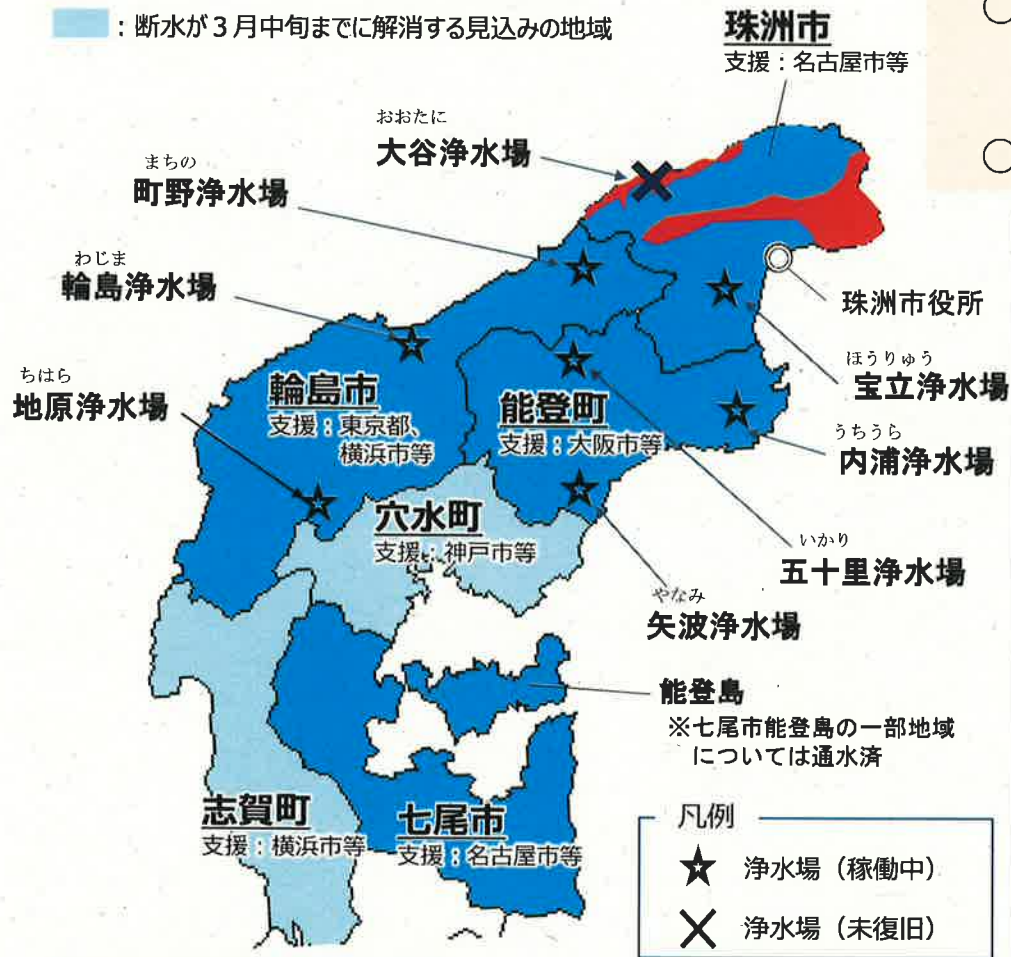 ：断水が３月中旬までに解消する見込みの地域
珠洲市
支援：名古屋市等
おおたに
大谷浄水場
まちの
町野浄水場
わじま
輪島浄水場
珠洲市役所
ちはら
地原浄水場
輪島市
支援：東京都、
横浜市等
能登町
支援：大阪市等
ほうりゅう
宝立浄水場
うちうら
内浦浄水場
穴水町
支援：神戸市等
いかり
五十里浄水場
やなみ
矢波浄水場
能登島
※七尾市能登島の一部地域
については通水済
志賀町
支援：横浜市等
七尾市
支援：名古屋市等
凡例
浄水場（稼働中）
浄水場（未復旧）